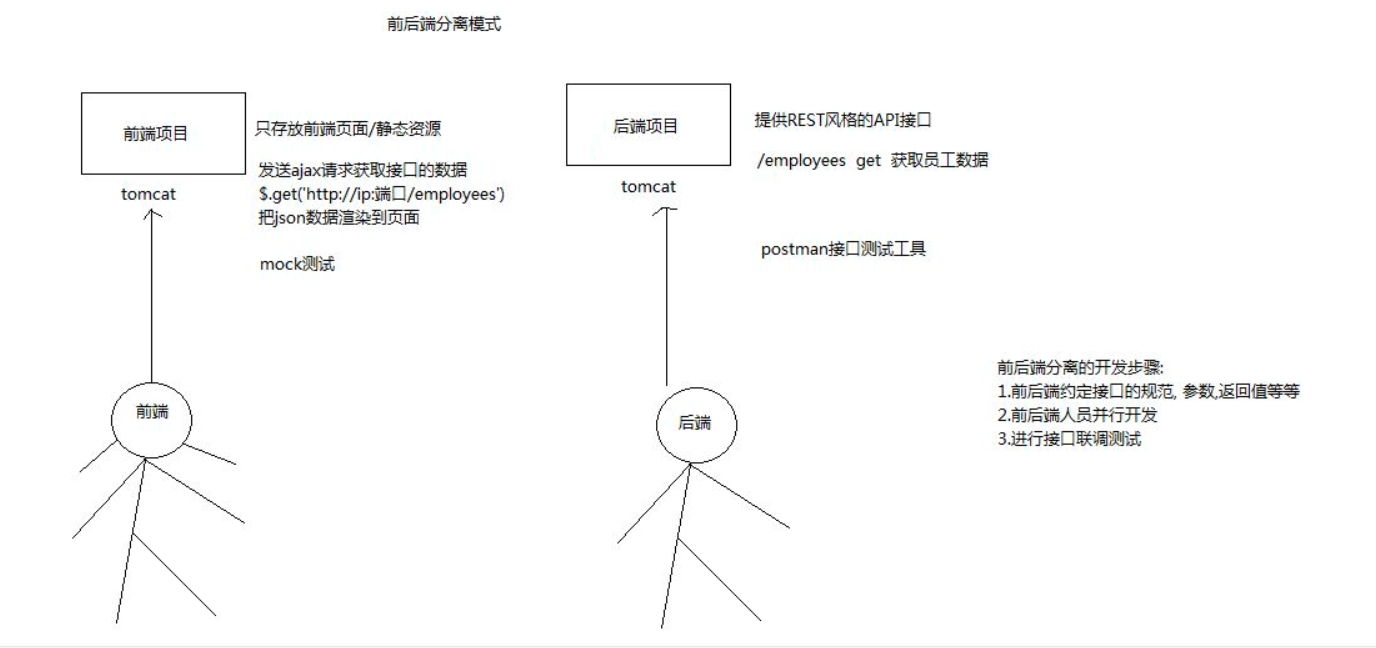 前后端分离模式
前端项目
tomcat
只存放前端页面/静态资源
发送ajax请求获取接口的数据
$.get('http://ip:端口/employees')
把json数据渲染到页面
mock测试
前端
后端项目
tomcat
提供REST风格的API接口
/employees get 获取员工数据
postman接口测试工具
后端
前后端分离的开发步骤:
1.前后端约定接口的规范, 参数,返回值等等
2.前后端人员并行开发
3.进行接口联调测试